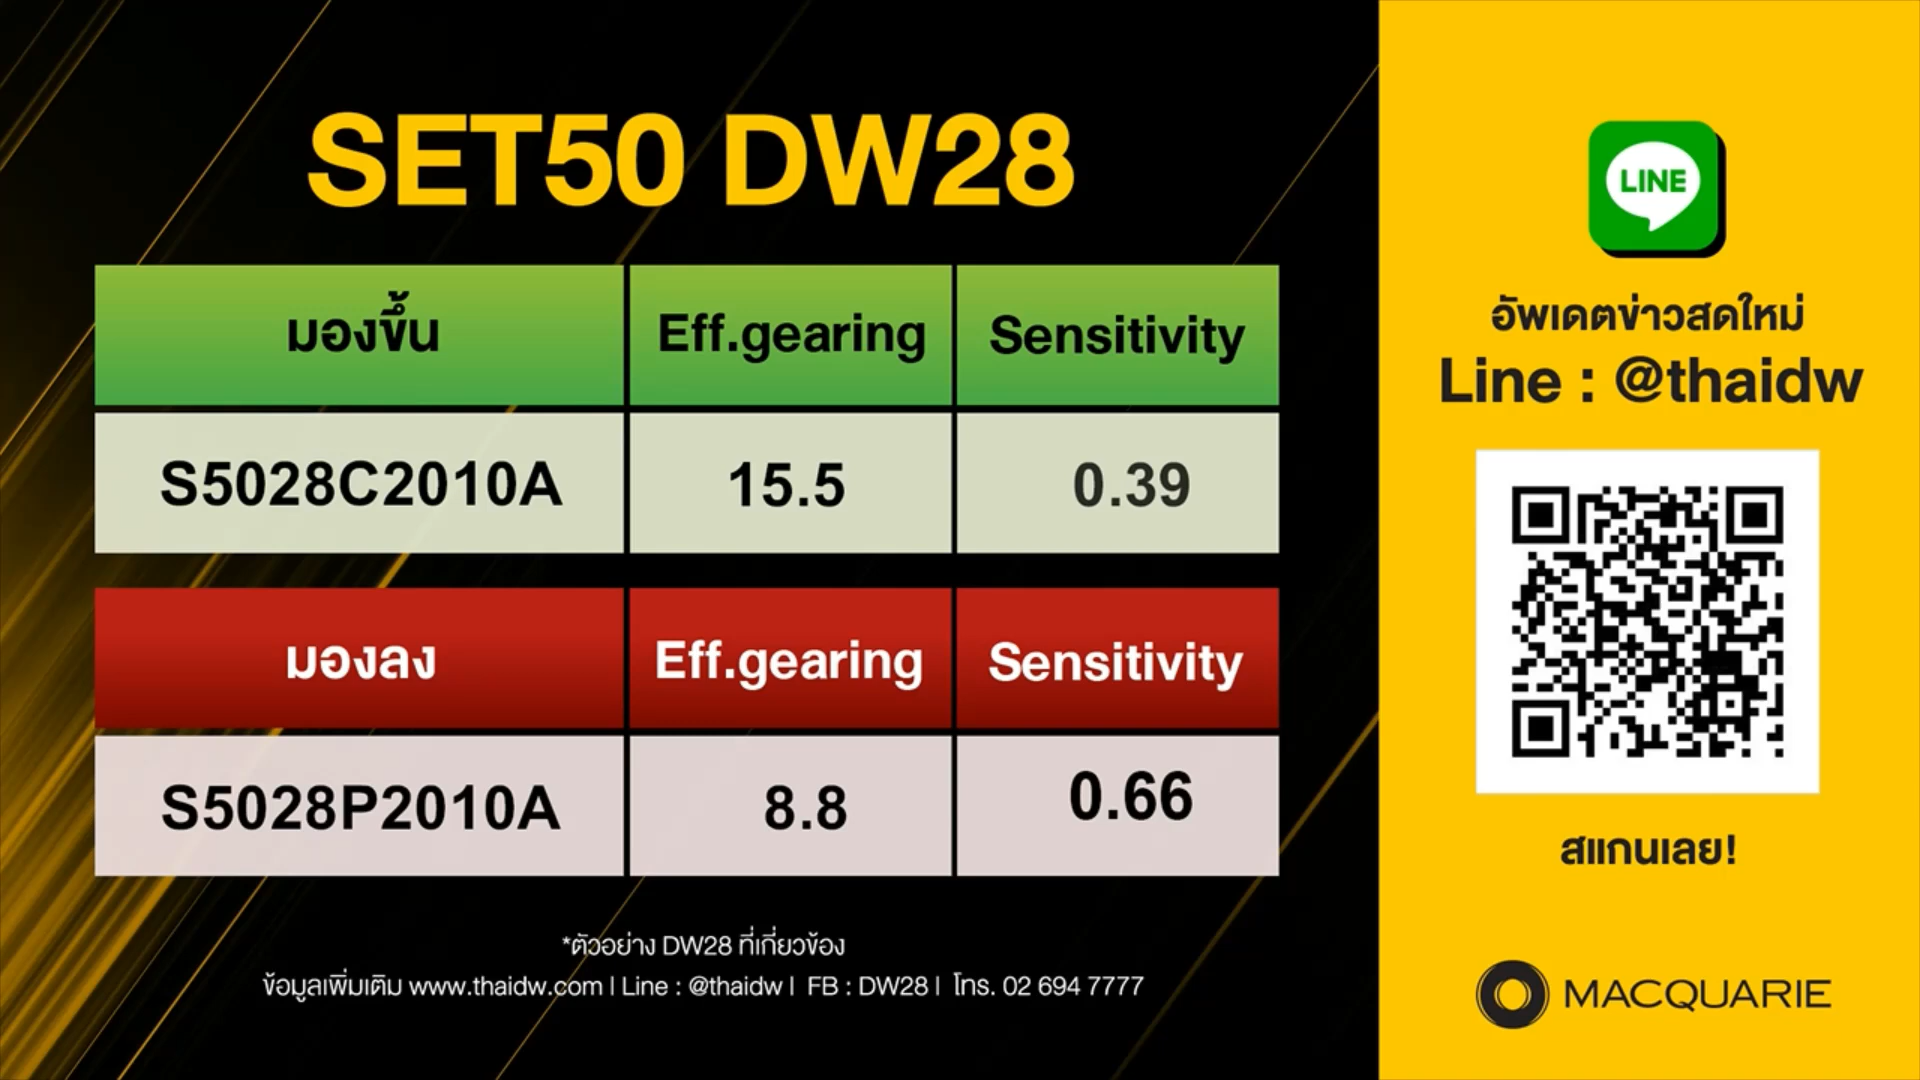 SET50 DW28
มองขึ้น Eff.gearing Sensitivity
S5028C2010A 15.5 0.39
มองลง Eff.gearing Sensitivity
S5028P2010A 8.8 0.66
*ตัวอย่าง DW28 ที่เกี่ยวข้อง
ข้อมูลเพิ่มเติม www.thaidw.com | Line : @thaidw | FB : DW28 | โทร. 02 694 7777
LINE
อัพเดตข่าวสดใหม่
Line : @thaidw
สแกนเลย!
MACQUARIE